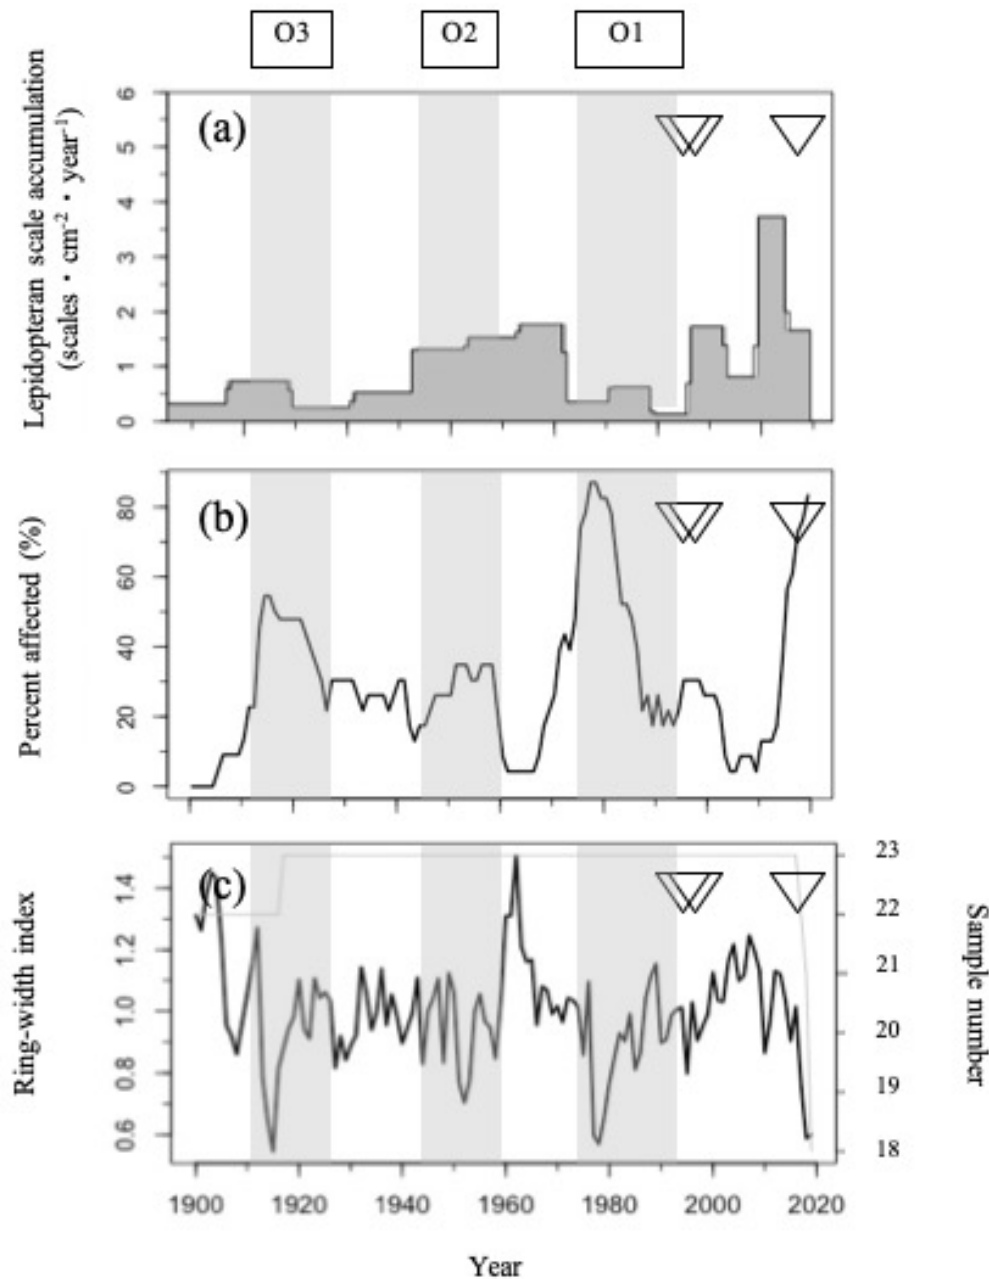 O3 O2 O1
Lepidopteran scale accumulation
(scales · cm⁻² · year⁻¹)
6
5
4
3
2
1
0
(a)
Percent affected (%)
80
60
40
20
0
(b)
Ring-width index
1.4
1.2
1.0
0.8
0.6
(c)
23
22
21
20
19
18
Sample number
1900 1920 1940 1960 1980 2000 2020
Year